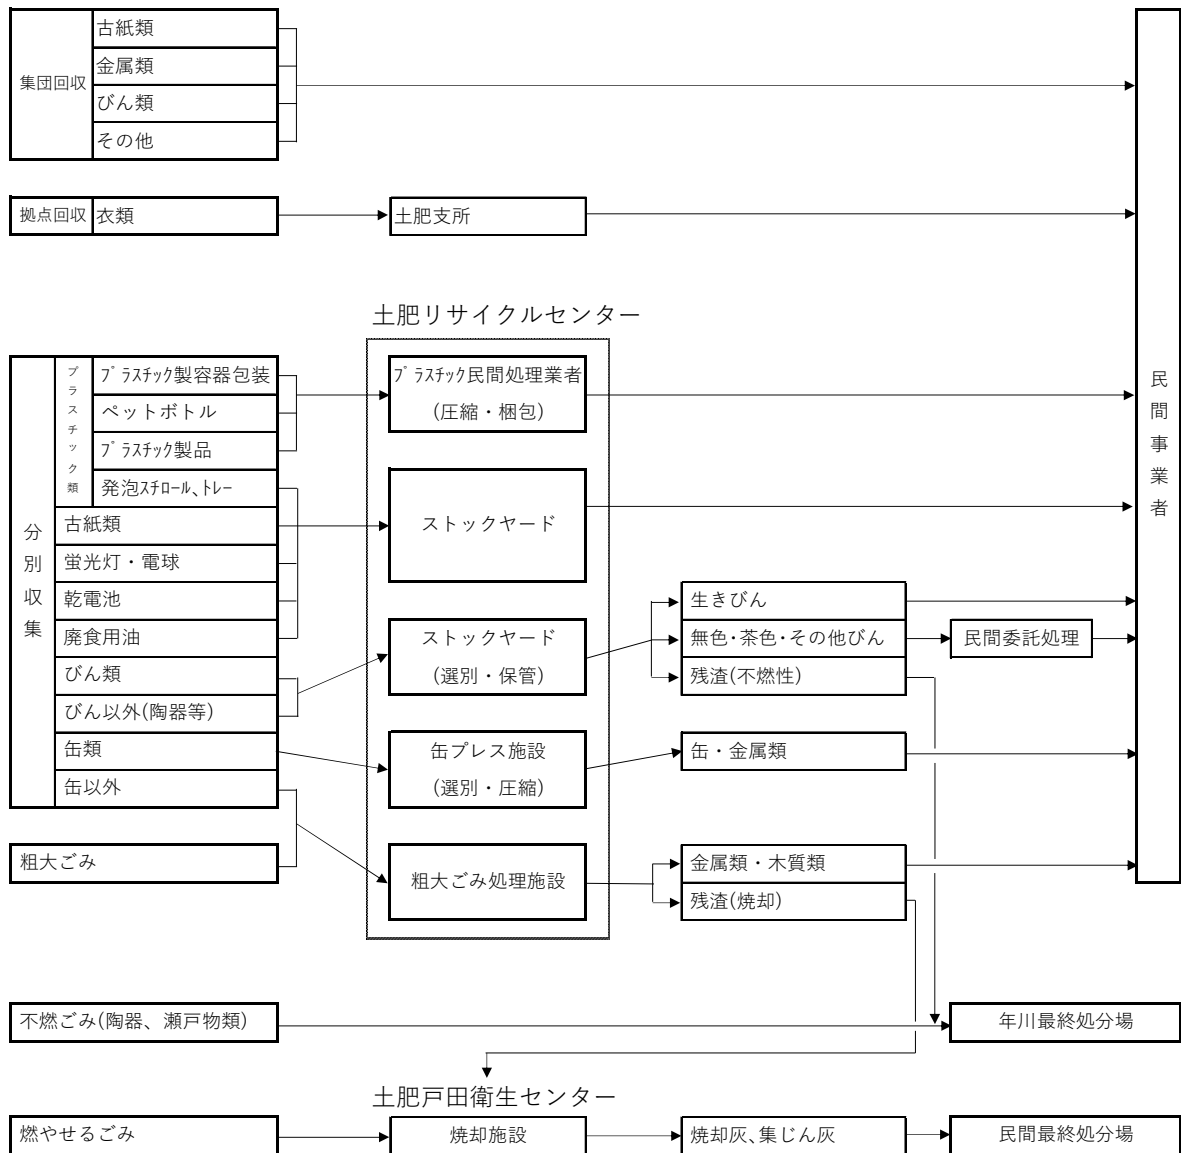 集団回収
古紙類
金属類
びん類
その他
拠点回収
衣類
土肥支所
土肥リサイクルセンター
分別収集
プラスチック類
ﾌﾟﾗｽﾁｯｸ製容器包装
ペットボトル
ﾌﾟﾗｽﾁｯｸ製品
発泡ｽﾁﾛｰﾙ、ﾄﾚｰ
古紙類
蛍光灯・電球
乾電池
廃食用油
びん類
びん以外(陶器等)
缶類
缶以外
粗大ごみ
ﾌﾟﾗｽﾁｯｸ民間処理業者
(圧縮・梱包)
ストックヤード
ストックヤード
(選別・保管)
缶プレス施設
(選別・圧縮)
粗大ごみ処理施設
生きびん
無色・茶色・その他びん
残渣(不燃性)
民間委託処理
缶・金属類
金属類・木質類
残渣(焼却)
民間事業者
不燃ごみ(陶器、瀬戸物類)
年川最終処分場
土肥戸田衛生センター
燃やせるごみ
焼却施設
焼却灰、集じん灰
民間最終処分場